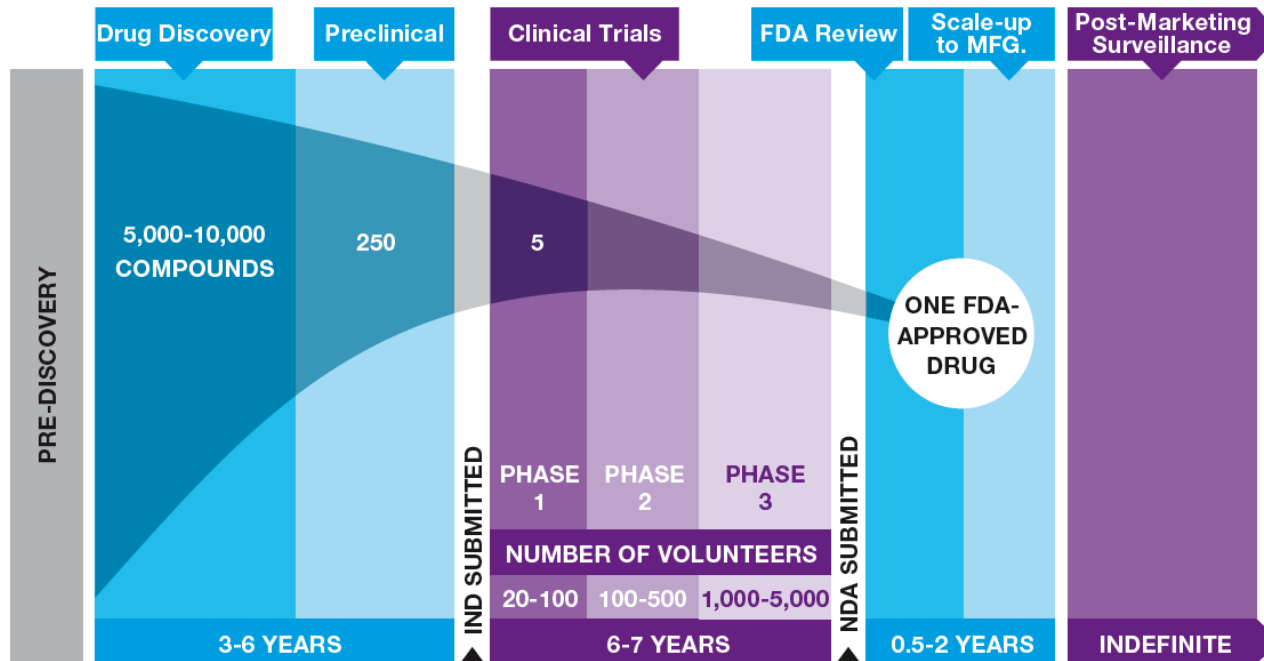 Drug Discovery
Preclinical
Clinical Trials
FDA Review
Scale-up
to MFG.
Post-Marketing
Surveillance
PRE-DISCOVERY
5,000-10,000
COMPOUNDS
250
5
ONE FDA-
APPROVED
DRUG
IND SUBMITTED
PHASE
1
PHASE
2
PHASE
3
NUMBER OF VOLUNTEERS
20-100
100-500
1,000-5,000
NDA SUBMITTED
3-6 YEARS
6-7 YEARS
0.5-2 YEARS
INDEFINITE